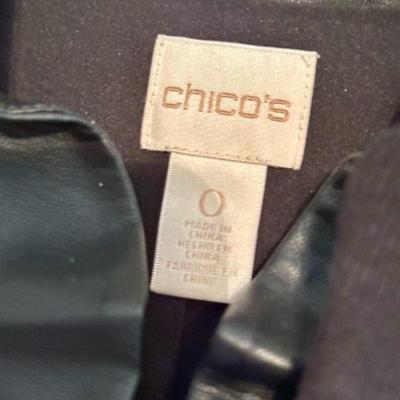 chico's
0
MADE IN
CHINA
HECHO EN
CHINA
FABRIQUÉ EN
CHINE